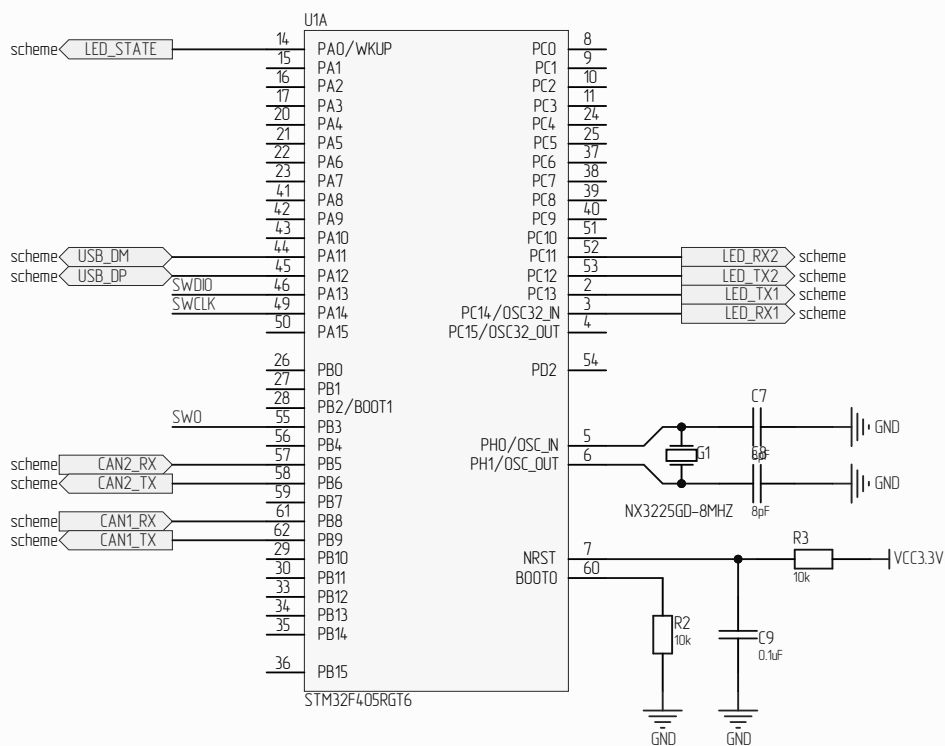 U1A
scheme LED_STATE 14 PA0/WKUP PC0 8
15 PA1 PC1 9
16 PA2 PC2 10
17 PA3 PC3 11
20 PA4 PC4 24
21 PA5 PC5 25
22 PA6 PC6 37
23 PA7 PC7 38
41 PA8 PC8 39
42 PA9 PC9 40
43 PA10 PC10 51
scheme USB_DM 44 PA11 PC11 52 LED_RX2 scheme
scheme USB_DP 45 PA12 PC12 53 LED_TX2 scheme
SWDIO 46 PA13 PC13 2 LED_TX1 scheme
SWCLK 49 PA14 PC14/OSC32_IN 3 LED_RX1 scheme
50 PA15 PC15/OSC32_OUT 4
26 PB0 PD2 54
27 PB1
28 PB2/BOOT1
C7
SWO 55 PB3 GND
56 PB4 PH0/OSC_IN 5
G1
8pF
scheme CAN2_RX 57 PB5 PH1/OSC_OUT 6
scheme CAN2_TX 58 PB6 GND
59 PB7
NX3225GD-8MHZ 8pF
scheme CAN1_RX 61 PB8
scheme CAN1_TX 62 PB9
R3
29 PB10 NRST 7 VCC3.3V
10k
30 PB11 BOOT0 60
33 PB12
34 PB13
R2
10k
35 PB14
C9
0.1uF
36 PB15
STM32F405RGT6
GND GND